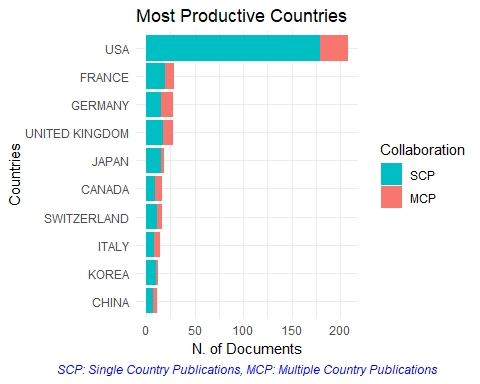 Most Productive Countries
USA
FRANCE
GERMANY
UNITED KINGDOM
JAPAN
CANADA
SWITZERLAND
ITALY
KOREA
CHINA
Countries
0 50 100 150 200
N. of Documents
Collaboration
SCP
MCP
SCP: Single Country Publications, MCP: Multiple Country Publications